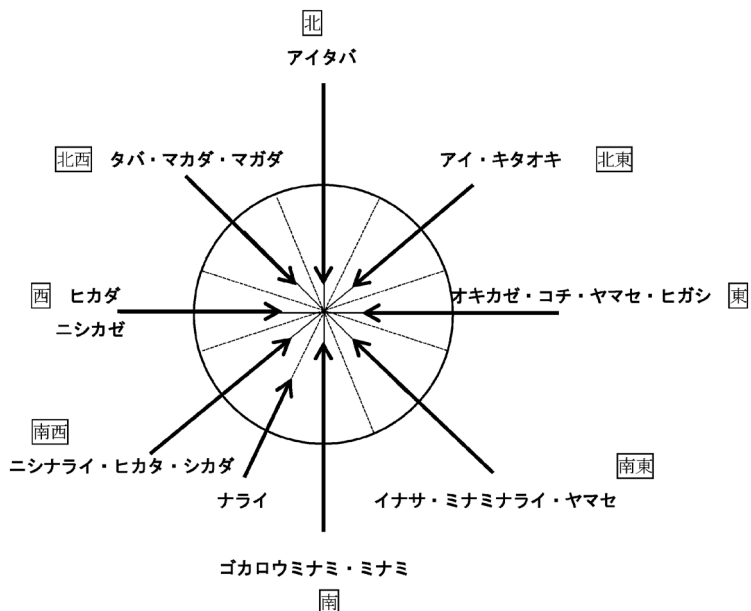 北
アイタバ
北西 タバ・マカダ・マガダ
アイ・キタオキ 北東
西 ヒカダ
ニシカゼ
オキカゼ・コチ・ヤマセ・ヒガシ 東
南西
ニシナライ・ヒカタ・シカダ
ナライ
南東
イナサ・ミナミナライ・ヤマセ
ゴカロウミナミ・ミナミ
南